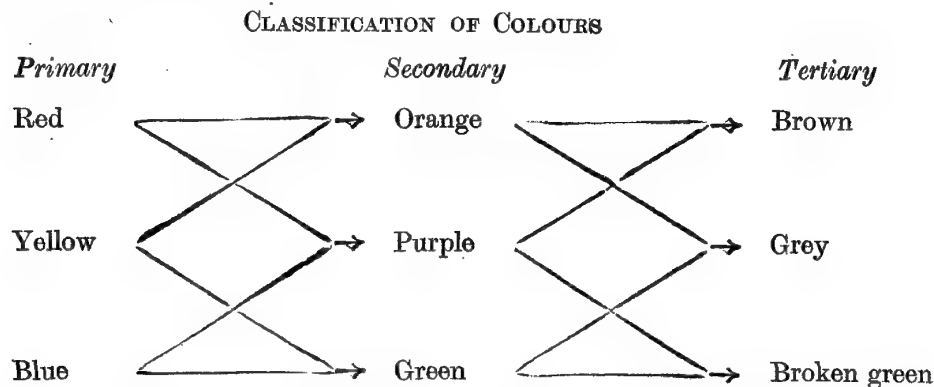 CLASSIFICATION OF COLOURS
Primary Secondary Tertiary
Red Orange Brown
Yellow Purple Grey
Blue Green Broken green